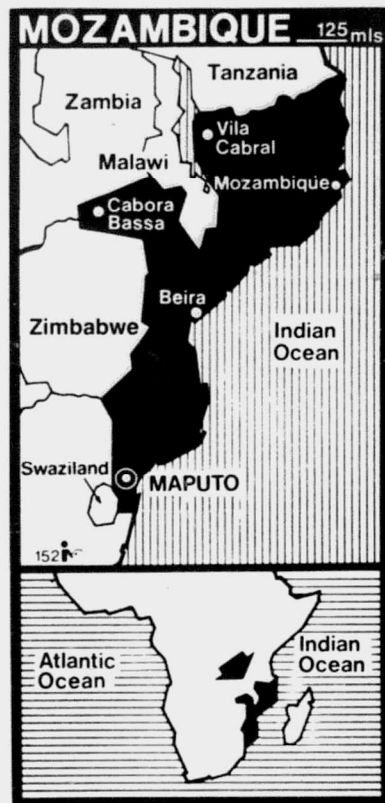 MOZAMBIQUE 125 mls
Tanzania
Zambia
Vila
Cabral
Malawi
Mozambique
Cabora
Bassa
Beira
Zimbabwe
Indian
Ocean
Swaziland
MAPUTO
152
Atlantic
Ocean
Indian
Ocean